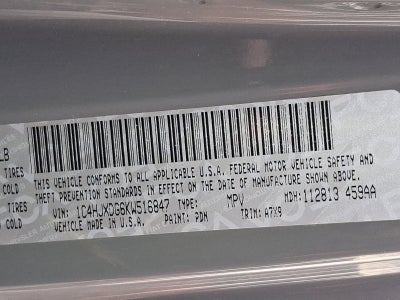 LB
COLD
COLD
THIS VEHICLE CONFORMS TO ALL APPLICABLE U.S.A. FEDERAL MOTOR VEHICLE SAFETY AND
THEFT PREVENTION STANDARDS IN EFFECT ON THE DATE OF MANUFACTURE SHOWN ABOVE.
VIN: 1C4HJXDG6KW516847 TYPE: MPV MDH: 112813 459AA
VEHICLE MADE IN U.S.A. PAINT: PDN TRIM: A7X9